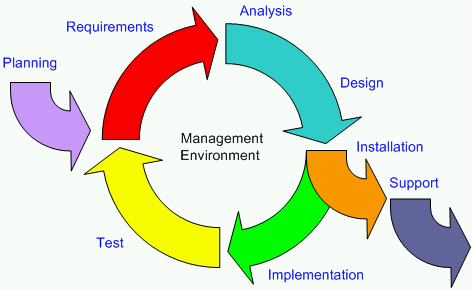 Analysis
Requirements
Planning
Design
Management
Environment
Installation
Support
Test
Implementation